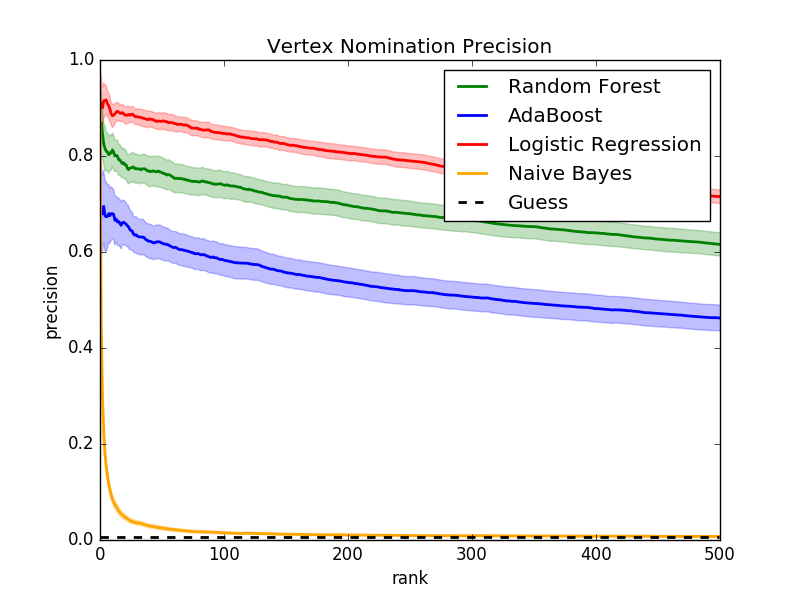 Vertex Nomination Precision
Random Forest
AdaBoost
Logistic Regression
Naive Bayes
Guess
precision
1.0
0.8
0.6
0.4
0.2
0.0
0 100 200 300 400 500
rank